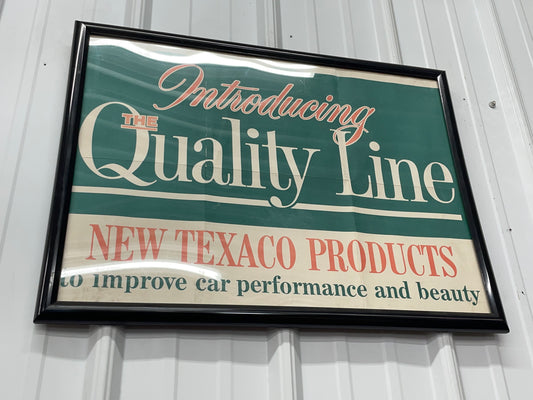 Introducing
THE
Quality Line
NEW TEXACO PRODUCTS
to improve car performance and beauty